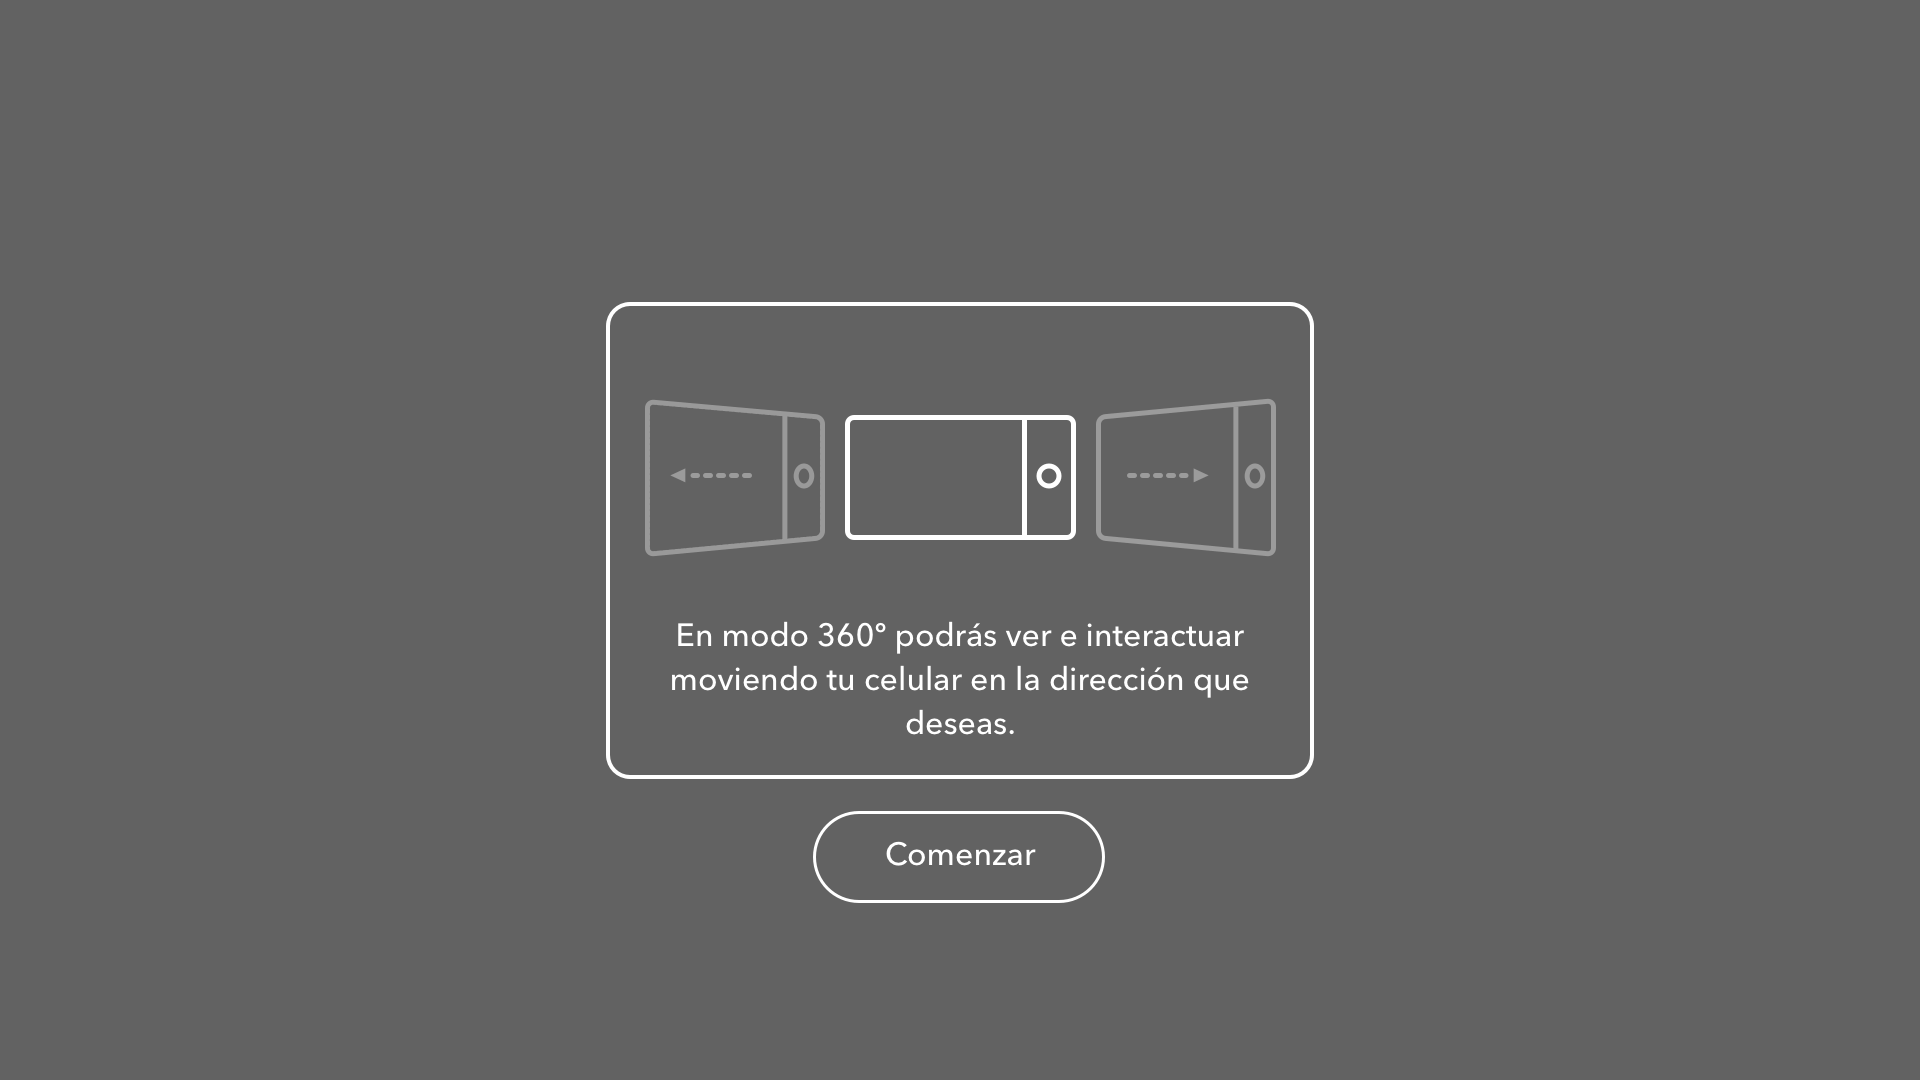 En modo 360° podrás ver e interactuar
moviendo tu celular en la dirección que
deseas.
Comenzar